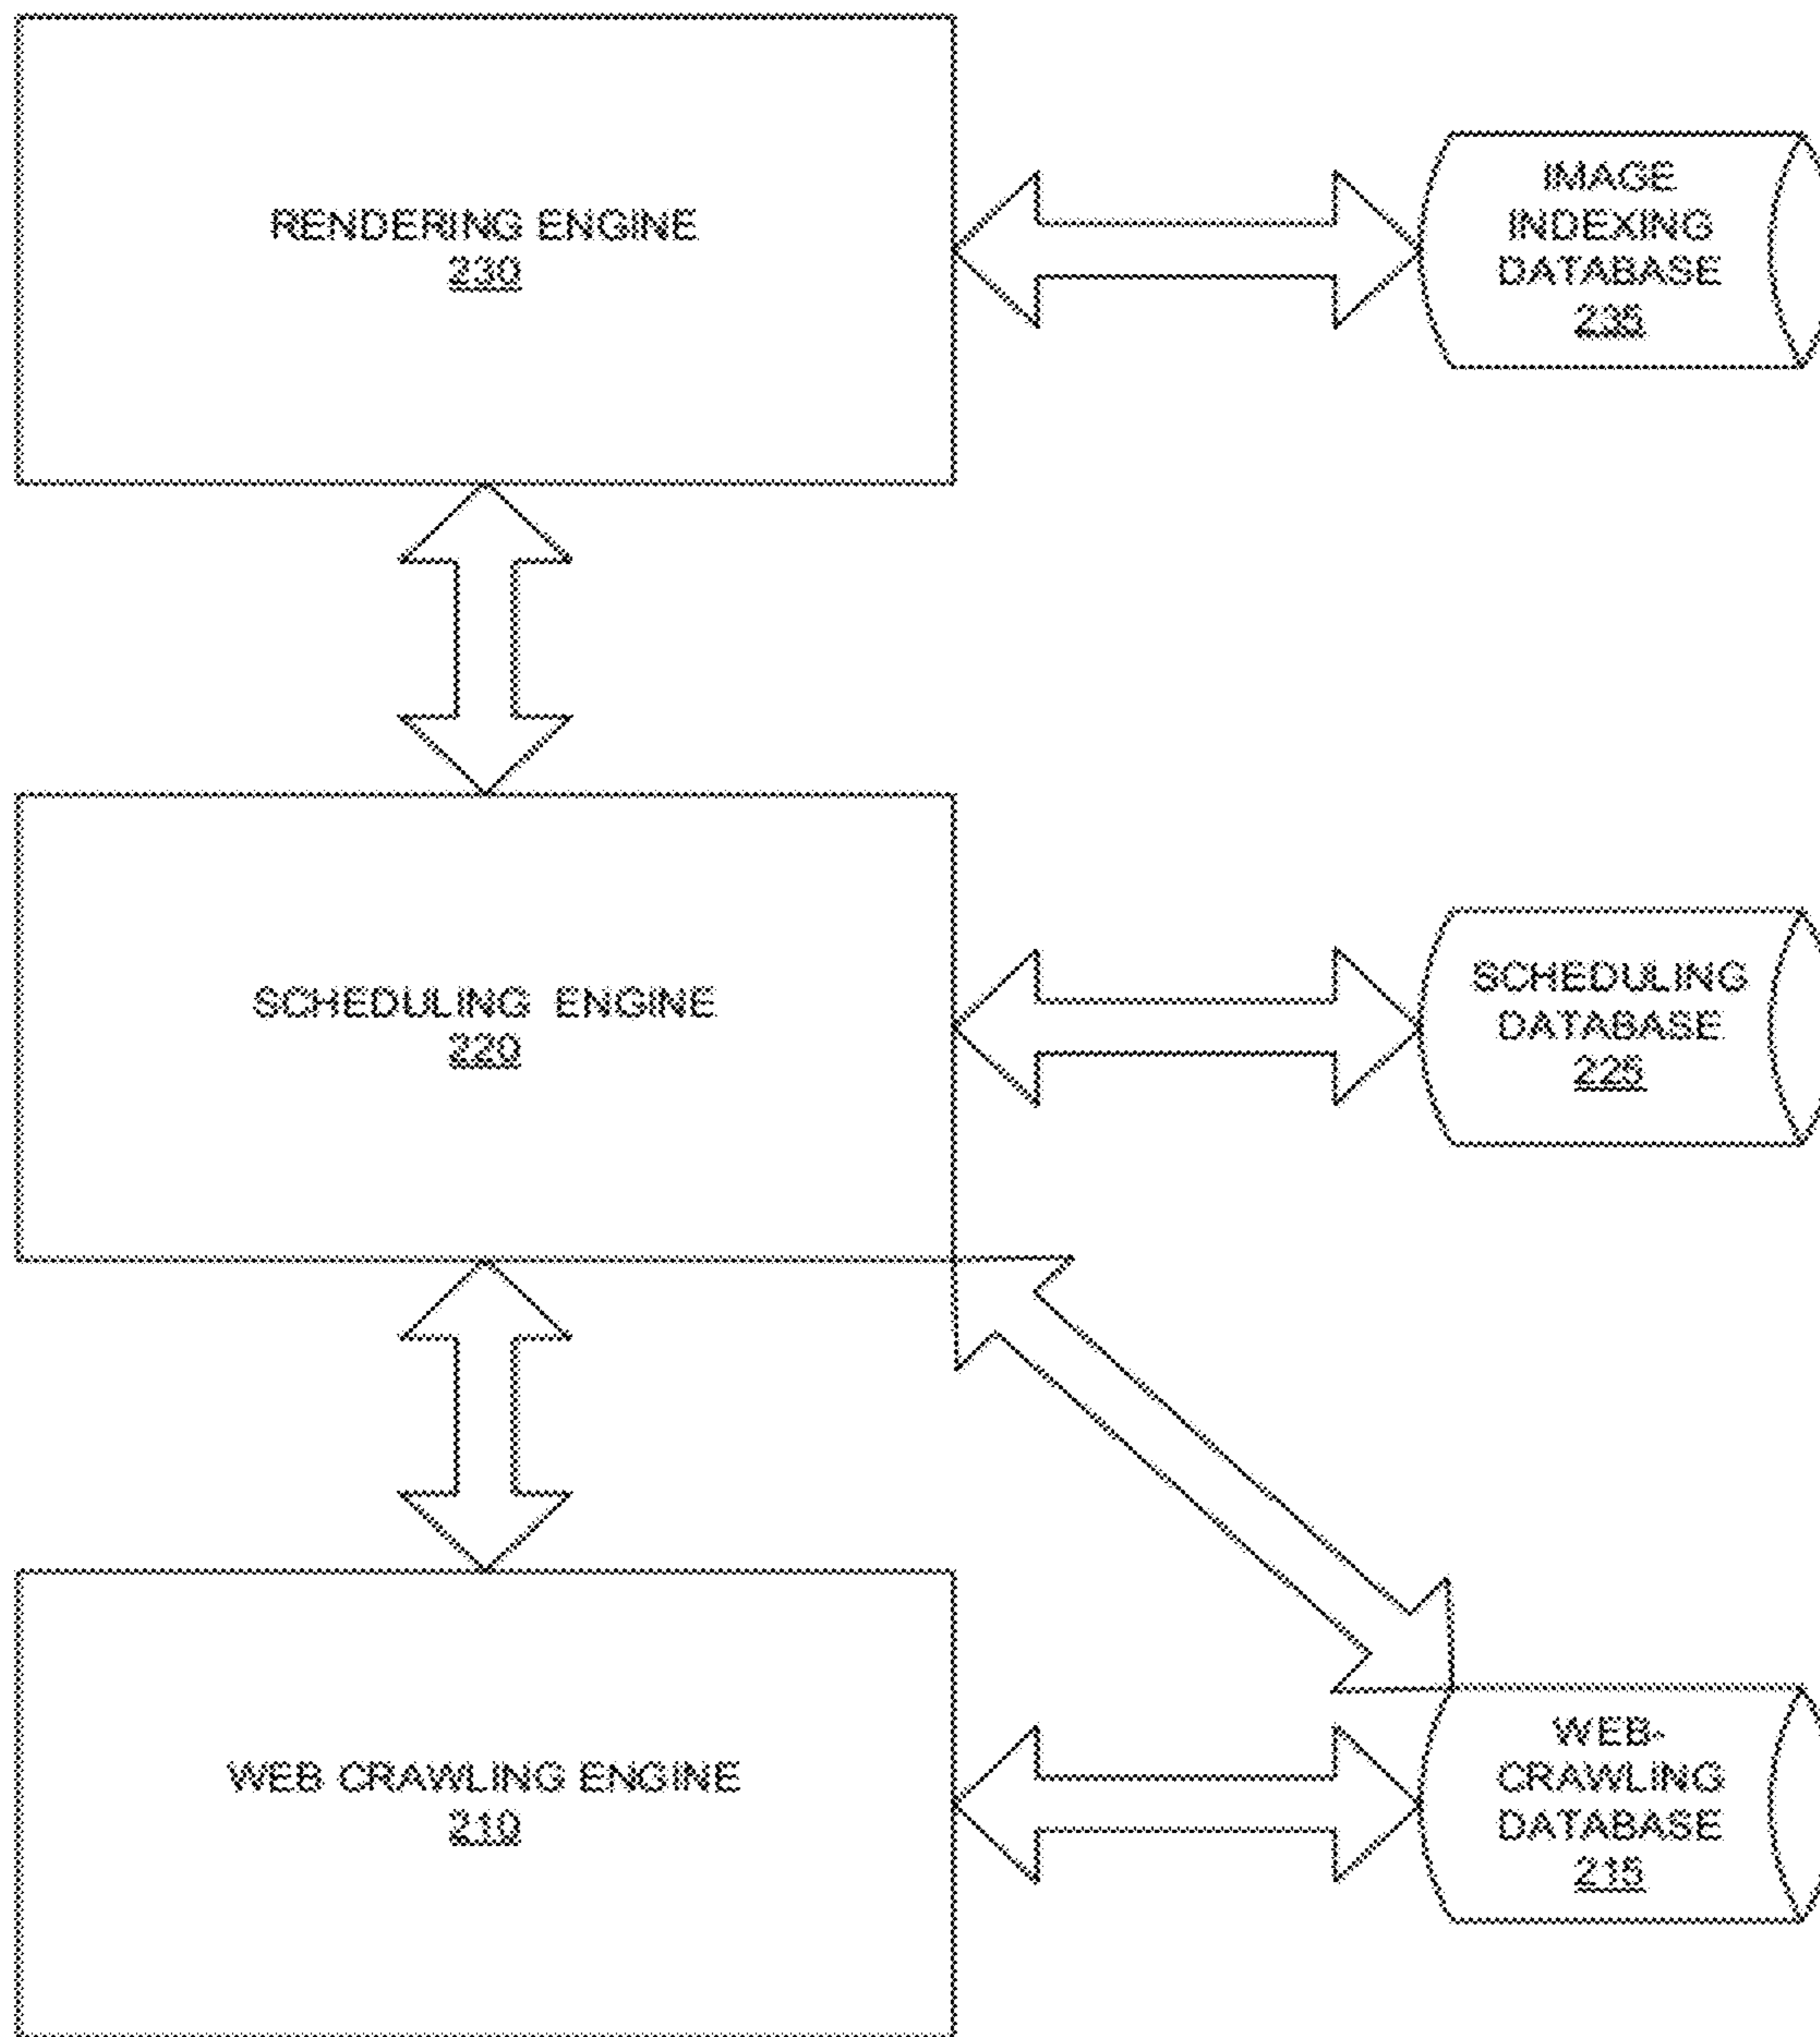 RENDERING ENGINE
230
IMAGE
INDEXING
DATABASE
235
SCHEDULING ENGINE
220
SCHEDULING
DATABASE
225
WEB CRAWLING ENGINE
210
WEB-
CRAWLING
DATABASE
215